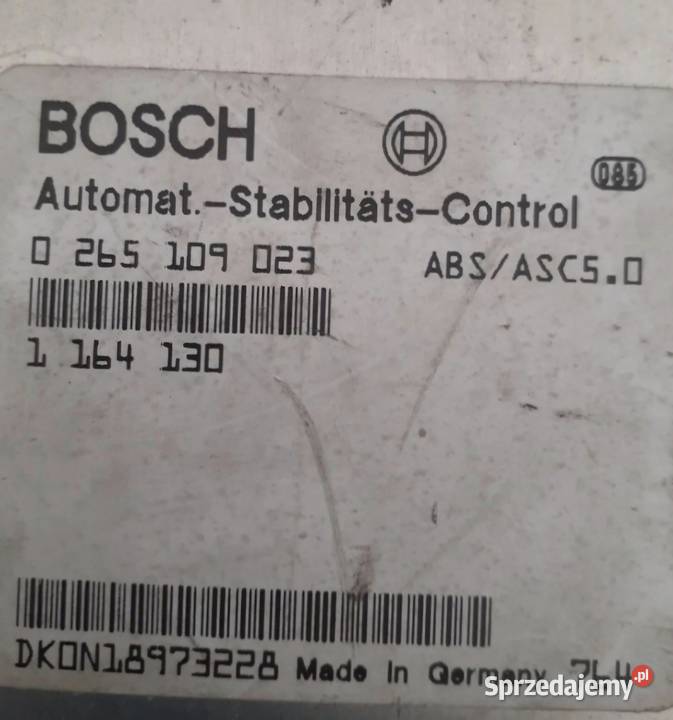 BOSCH
085
Automat.-Stabilitäts-Control
0 265 109 023 ABS/ASC5.0
1 164 130
DK0N18973228 Made in Germany
Sprzedajemy.pl